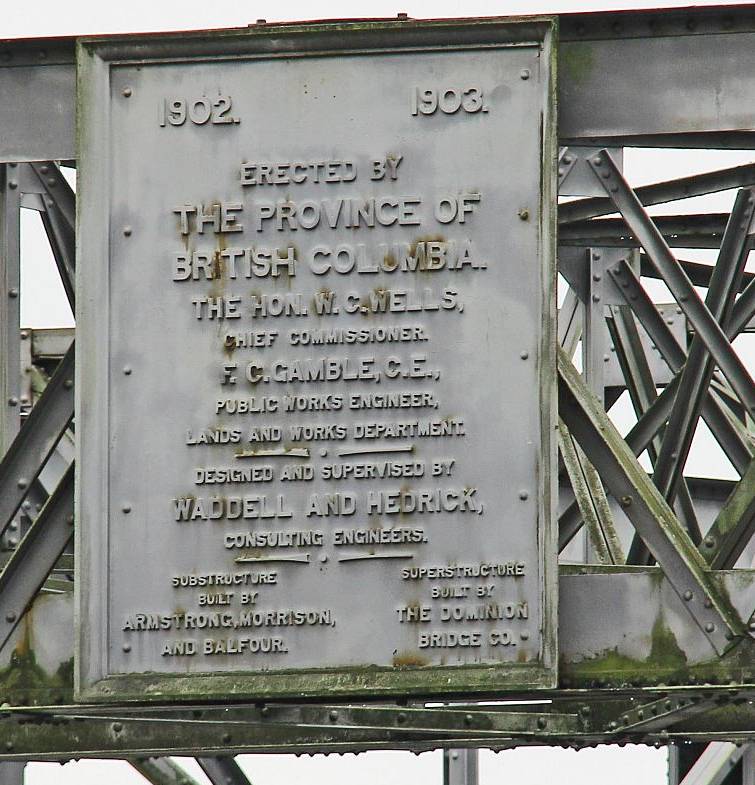 1902. 1903.
ERECTED BY
THE PROVINCE OF
BRITISH COLUMBIA.
THE HON. W. C. WELLS,
CHIEF COMMISSIONER.
F. C. GAMBLE, C.E.,
PUBLIC WORKS ENGINEER,
LANDS AND WORKS DEPARTMENT.
DESIGNED AND SUPERVISED BY
WADDELL AND HEDRICK,
CONSULTING ENGINEERS.
SUBSTRUCTURE
BUILT BY
ARMSTRONG, MORRISON,
AND BALFOUR.
SUPERSTRUCTURE
BUILT BY
THE DOMINION
BRIDGE CO.